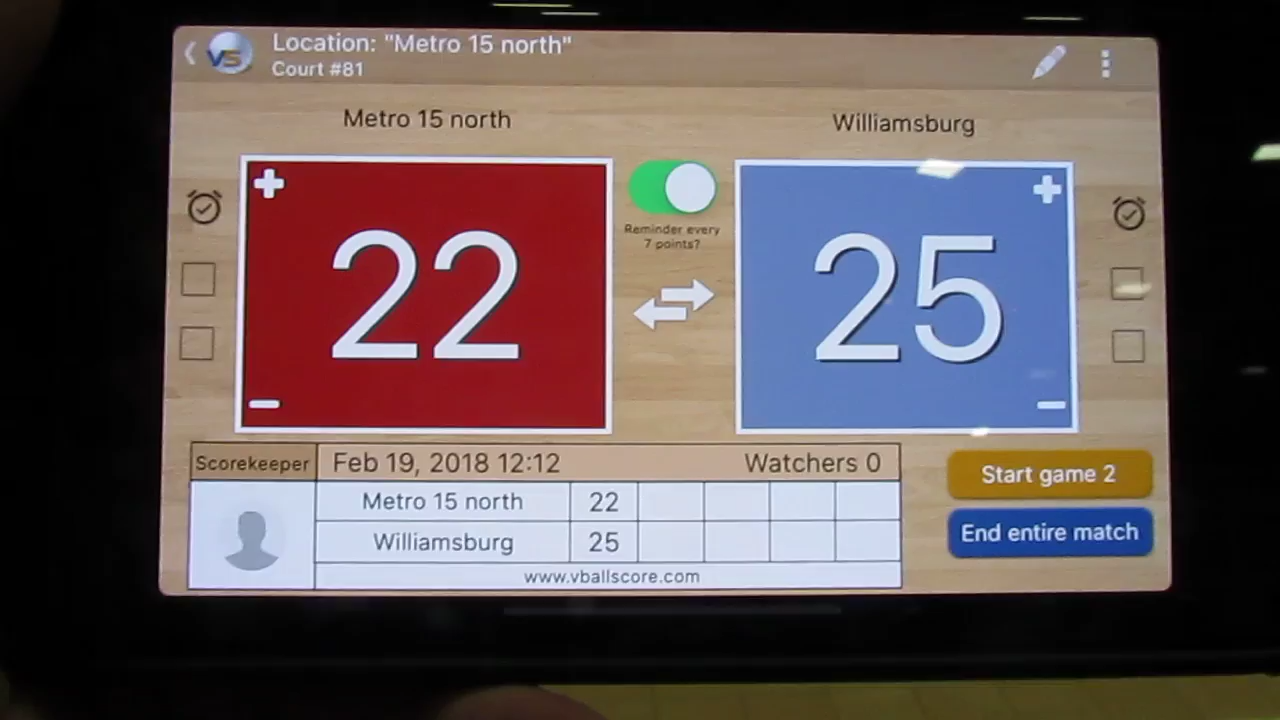 VS
Location: "Metro 15 north"
Court #81
Metro 15 north
Williamsburg
22
Reminder every
7 points?
25
Scorekeeper
Feb 19, 2018 12:12
Watchers 0
Metro 15 north 22
Williamsburg 25
www.vballscore.com
Start game 2
End entire match